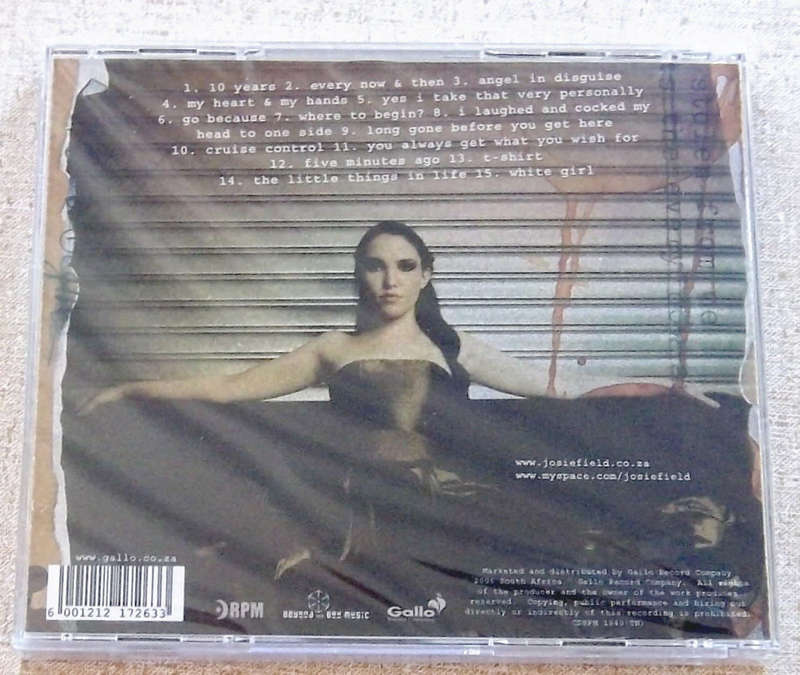 1. 10 years 2. every now & then 3. angel in disguise
4. my heart & my hands 5. yes i take that very personally
6. go because 7. where to begin? 8. i laughed and cocked my
head to one side 9. long gone before you get here
10. cruise control 11. you always get what you wish for
12. five minutes ago 13. t-shirt
14. the little things in life 15. white girl
www.josiefield.co.za
www.myspace.com/josiefield
www.gallo.co.za
6 001212 172633
RPM
MUSIC
Gallo
Marketed and distributed by Gallo Record Company
2006 South Africa Gallo Record Company. All rights
of the producer and the owner of the work produced
reserved. Copying, public performance and hiring out
directly or indirectly of this recording is prohibited.